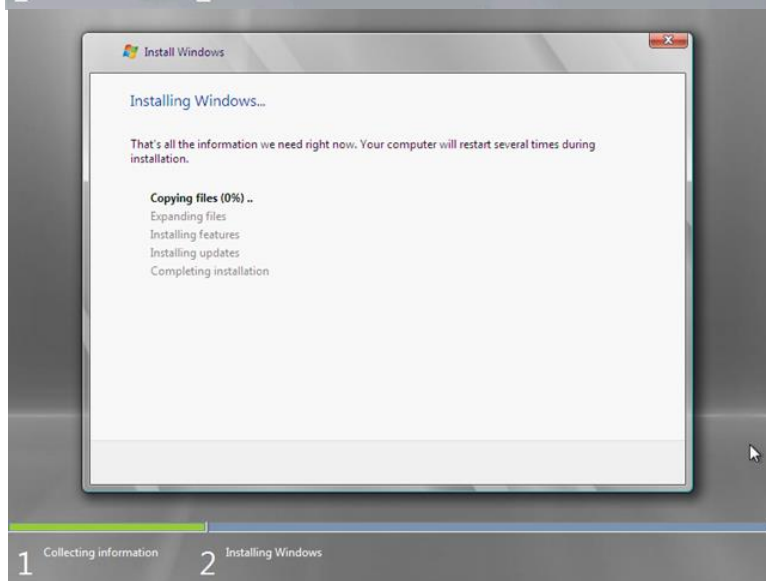 Install Windows
Installing Windows...
That's all the information we need right now. Your computer will restart several times during
installation.
Copying files (0%) ..
Expanding files
Installing features
Installing updates
Completing installation
1 Collecting information 2 Installing Windows